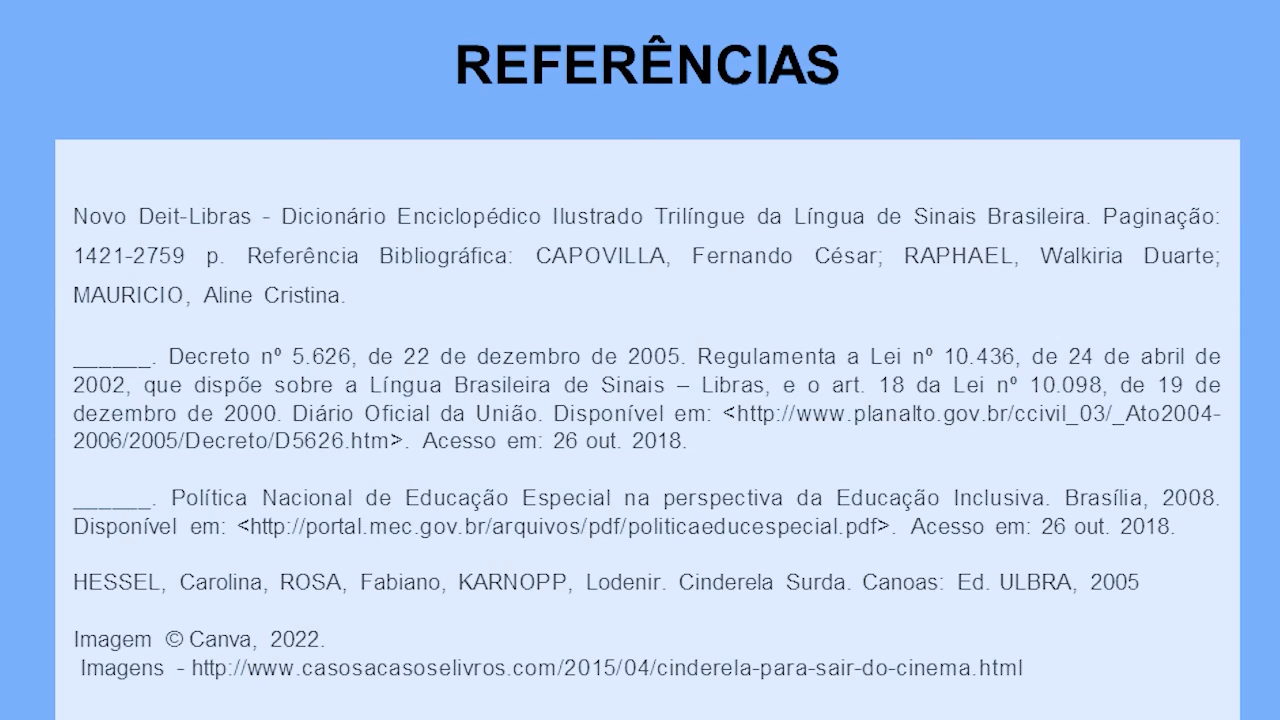 REFERÊNCIAS
Novo Deit-Libras - Dicionário Enciclopédico Ilustrado Trilíngue da Língua de Sinais Brasileira. Paginação:
1421-2759 p. Referência Bibliográfica: CAPOVILLA, Fernando César; RAPHAEL, Walkiria Duarte;
MAURICIO, Aline Cristina.
______. Decreto nº 5.626, de 22 de dezembro de 2005. Regulamenta a Lei nº 10.436, de 24 de abril de
2002, que dispõe sobre a Língua Brasileira de Sinais – Libras, e o art. 18 da Lei nº 10.098, de 19 de
dezembro de 2000. Diário Oficial da União. Disponível em: <http://www.planalto.gov.br/ccivil_03/_Ato2004-
2006/2005/Decreto/D5626.htm>. Acesso em: 26 out. 2018.
______. Política Nacional de Educação Especial na perspectiva da Educação Inclusiva. Brasília, 2008.
Disponível em: <http://portal.mec.gov.br/arquivos/pdf/politicaeducespecial.pdf>. Acesso em: 26 out. 2018.
HESSEL, Carolina, ROSA, Fabiano, KARNOPP, Lodenir. Cinderela Surda. Canoas: Ed. ULBRA, 2005
Imagem © Canva, 2022.
Imagens - http://www.casosacasoselivros.com/2015/04/cinderela-para-sair-do-cinema.html